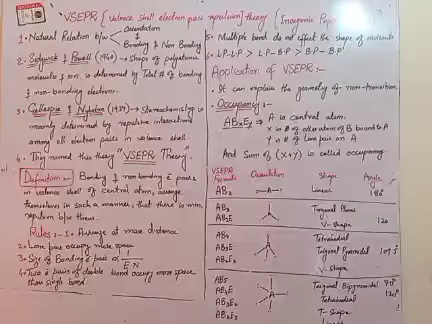 VSEPR [Valence shell electron pair repulsion] theory [Inorganic
1. Natural Relation b/w
Orientation
Bonding & Non Bonding
2. Sidgwick & Powell (1940) → Shape of polyatomic
molecule & ion is determined by total # of bonding
& non-bonding electrons.
3. Gillespie & Nyholm (1957) → Stereochemistry is
mainly determined by repulsive interactions
among all electron pairs in valence shell.
4. They named this theory "VSEPR Theory".
Definition:- Bonding & non bonding e pairs
in valence shell of central atom, arrange
themselves in such a manner, that there is min.
repulsion b/w them.
Rules:- 1. Arrange at max. distance.
2. Lone pair occupy more space
3. Size of Bonding e pair α 1/E.N
4. Two e pairs of double bond occupy more space
than single bond.
5. Multiple bond do not effect the shape of molecule
6. L.P-L.P > L.P-B.P > B.P-B.P
Application of VSEPR:-
It can explain the geometry of non-transition.
Occupancy:-
ABxEy → A is central atom.
x is # of other atom of B bound to A
y is # of lone pair on A
And Sum of (x+y) is called occupancy.
VSEPR Formula Orientation Shape Angle
AB2 -A- Linear 180°
AB3 Trigonal Planar
AB2E V-shape 120
AB4 Tetrahedral
AB3E A Trigonal Pyramidal 109.5°
AB2E2 V-Shape
AB5 Trigonal Bipyramidal 90°
AB4E A Tetrahedral 120°
AB3E2 T-Shape
AB2E3